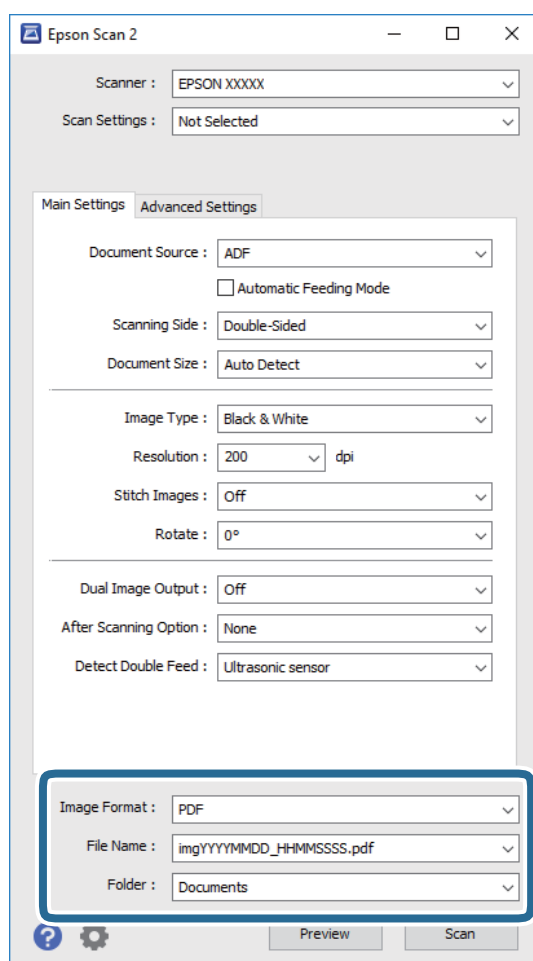 Epson Scan 2
Scanner : EPSON XXXXX
Scan Settings : Not Selected
Main Settings Advanced Settings
Document Source : ADF
Automatic Feeding Mode
Scanning Side : Double-Sided
Document Size : Auto Detect
Image Type : Black & White
Resolution : 200 dpi
Stitch Images : Off
Rotate : 0°
Dual Image Output : Off
After Scanning Option : None
Detect Double Feed : Ultrasonic sensor
Image Format : PDF
File Name : imgYYYYMMDD_HHMMSSSS.pdf
Folder : Documents
? Preview Scan